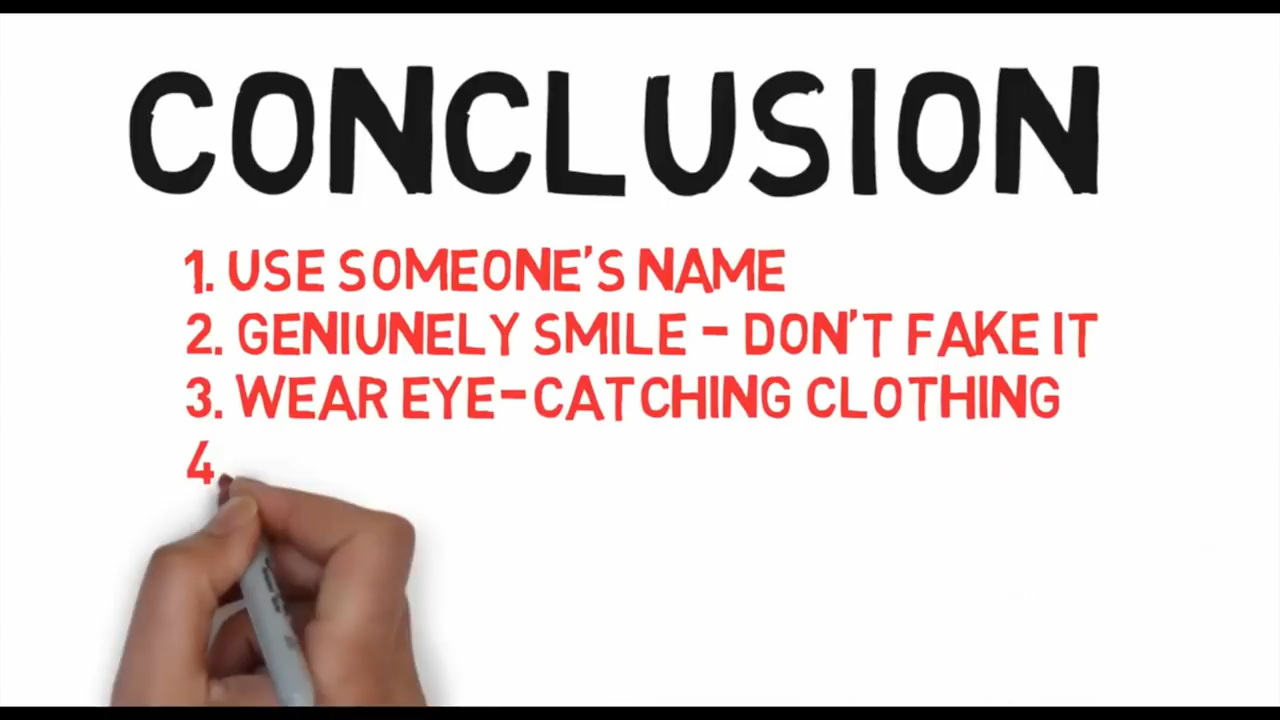 CONCLUSION
1. USE SOMEONE'S NAME
2. GENIUNELY SMILE - DON'T FAKE IT
3. WEAR EYE-CATCHING CLOTHING
4